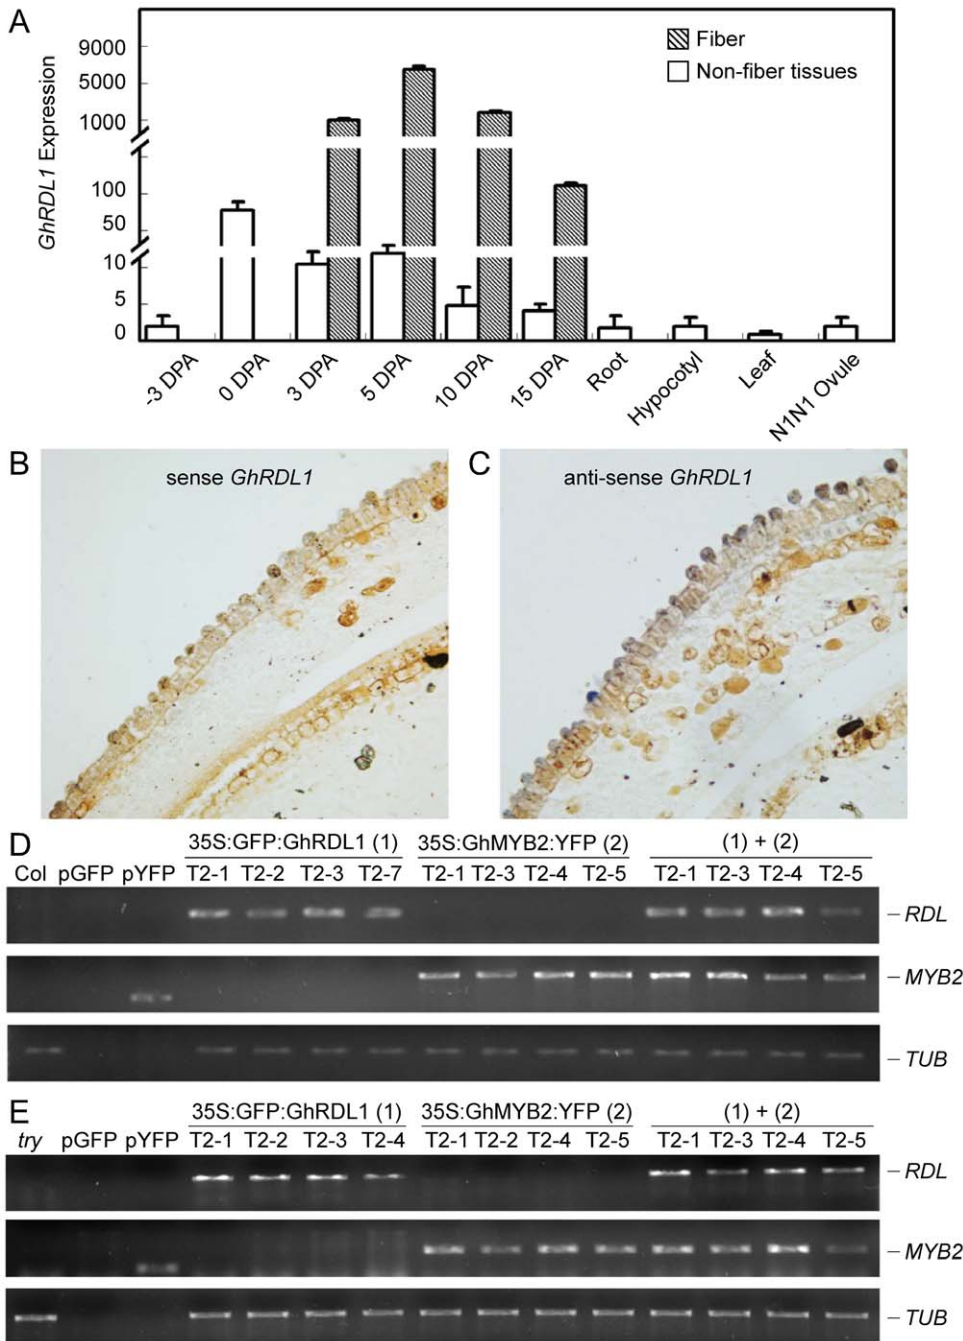 A
GhRDL1 Expression
9000
5000
1000
100
50
10
5
0
Fiber
Non-fiber tissues
-3 DPA
0 DPA
3 DPA
5 DPA
10 DPA
15 DPA
Root
Hypocotyl
Leaf
N1N1 Ovule
B
sense GhRDL1
C
anti-sense GhRDL1
D
35S:GFP:GhRDL1 (1) 35S:GhMYB2:YFP (2) (1) + (2)
Col pGFP pYFP T2-1 T2-2 T2-3 T2-7 T2-1 T2-3 T2-4 T2-5 T2-1 T2-3 T2-4 T2-5
– RDL
– MYB2
– TUB
E
35S:GFP:GhRDL1 (1) 35S:GhMYB2:YFP (2) (1) + (2)
try pGFP pYFP T2-1 T2-2 T2-3 T2-4 T2-1 T2-2 T2-4 T2-5 T2-1 T2-3 T2-4 T2-5
– RDL
– MYB2
– TUB